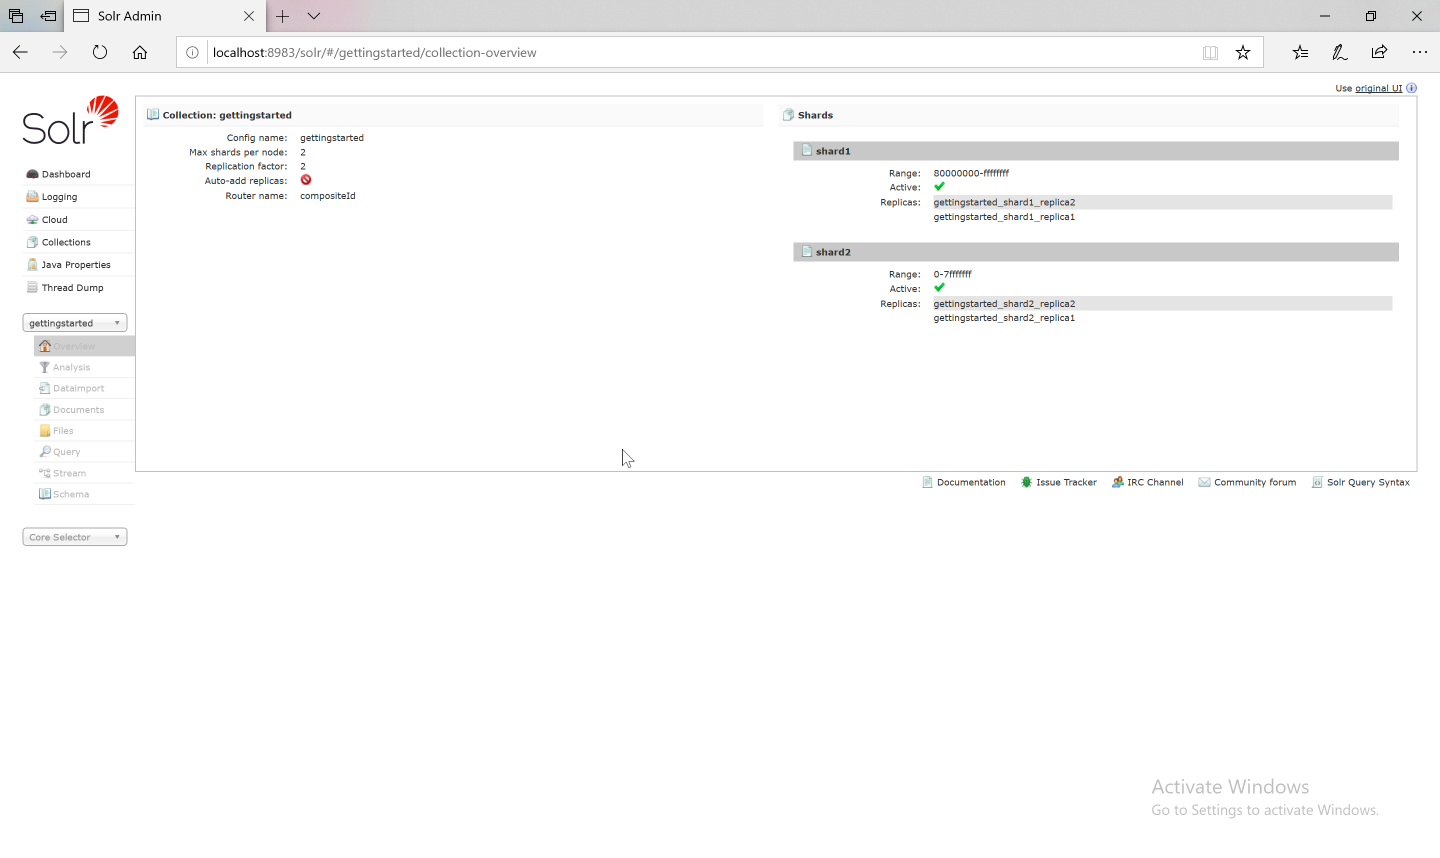 Solr Admin
localhost:8983/solr/#/gettingstarted/collection-overview
Use original UI
Solr
Dashboard
Logging
Cloud
Collections
Java Properties
Thread Dump
gettingstarted
Overview
Analysis
Dataimport
Documents
Files
Query
Stream
Schema
Core Selector
Collection: gettingstarted
Config name: gettingstarted
Max shards per node: 2
Replication factor: 2
Auto-add replicas:
Router name: compositeId
Shards
shard1
Range: 80000000-ffffffff
Active:
Replicas: gettingstarted_shard1_replica2
gettingstarted_shard1_replica1
shard2
Range: 0-7fffffff
Active:
Replicas: gettingstarted_shard2_replica2
gettingstarted_shard2_replica1
Documentation Issue Tracker IRC Channel Community forum Solr Query Syntax
Activate Windows
Go to Settings to activate Windows.